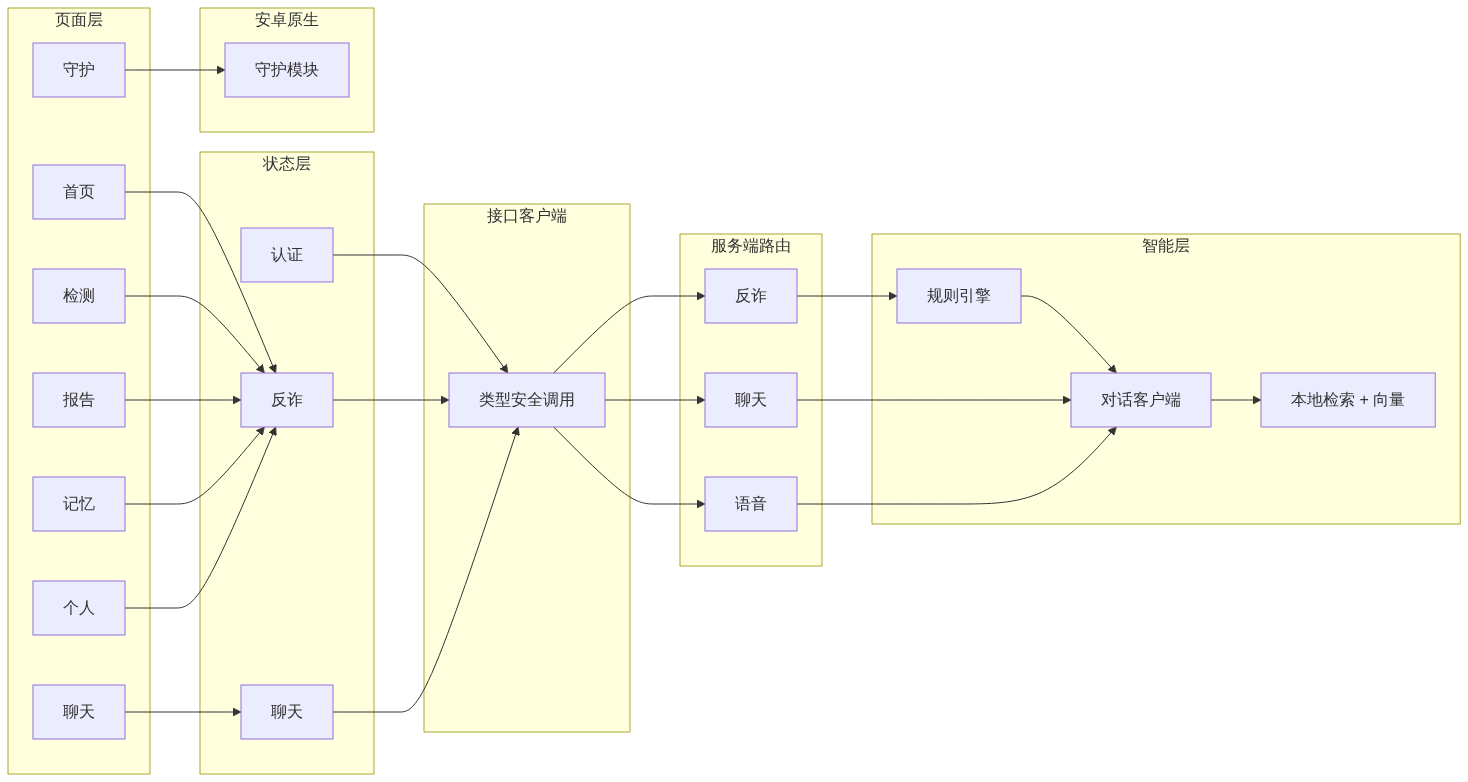 页面层
守护
首页
检测
报告
记忆
个人
聊天
安卓原生
守护模块
状态层
认证
反诈
聊天
接口客户端
类型安全调用
服务端路由
反诈
聊天
语音
智能层
规则引擎
对话客户端
本地检索 + 向量